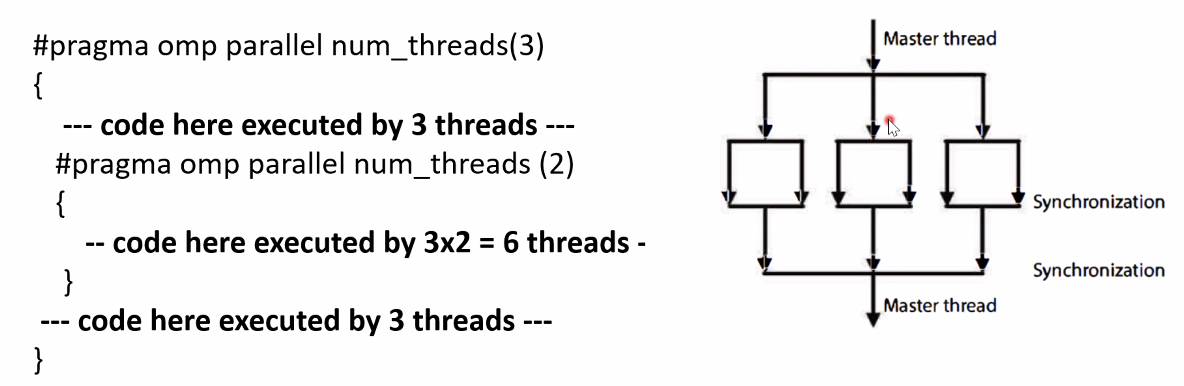 #pragma omp parallel num_threads(3)
{
--- code here executed by 3 threads ---
#pragma omp parallel num_threads (2)
{
-- code here executed by 3x2 = 6 threads -
}
--- code here executed by 3 threads ---
}
Master thread
Synchronization
Synchronization
Master thread